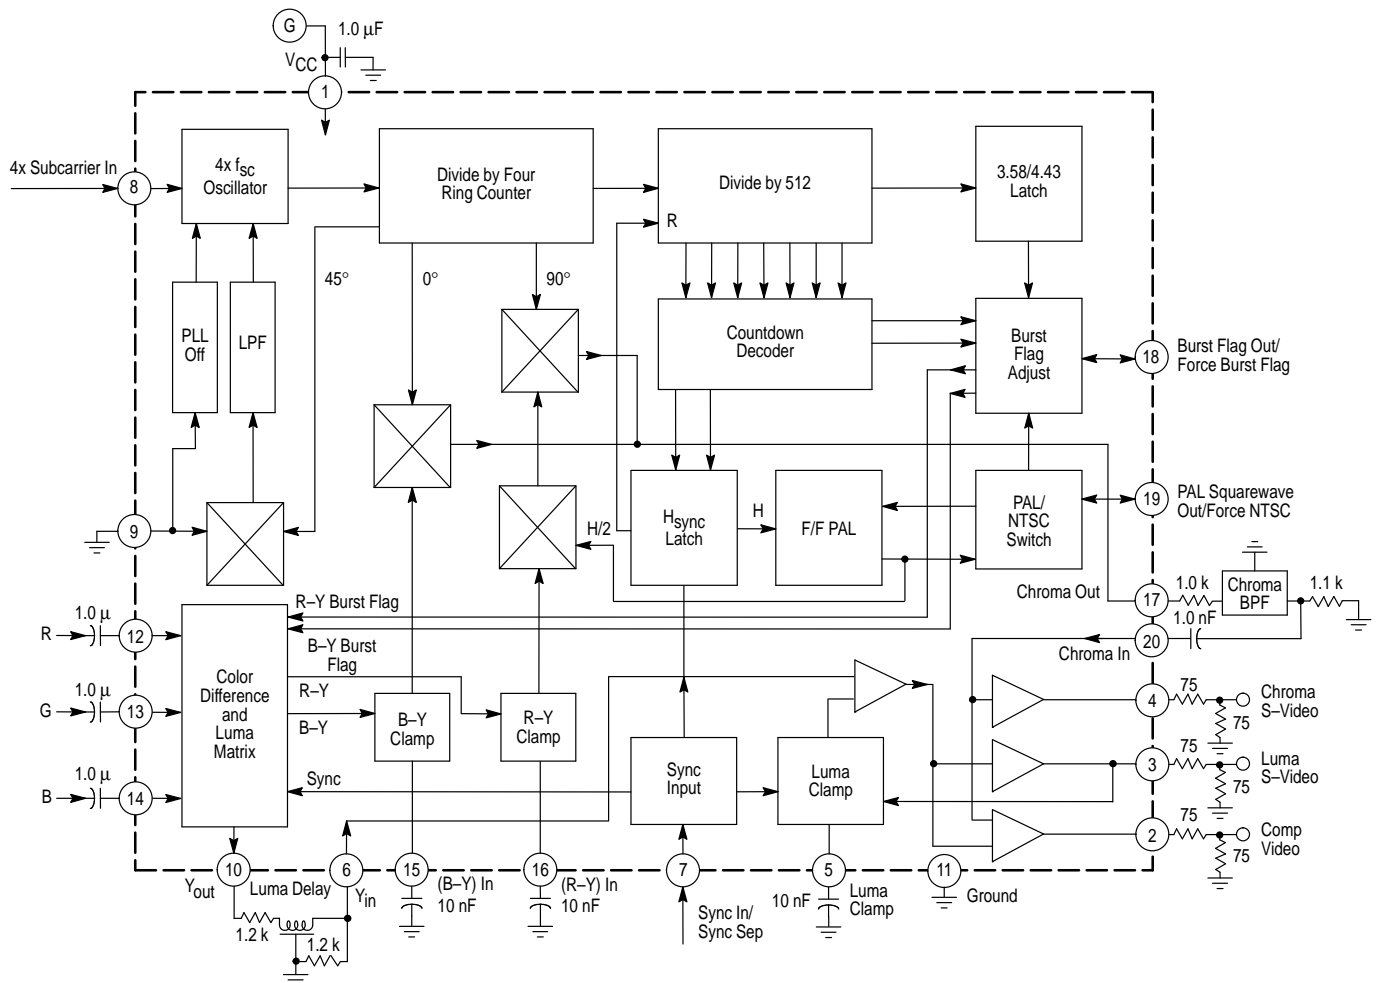 G
1.0 µF
VCC
1
4x Subcarrier In
8
4x fsc
Oscillator
Divide by Four
Ring Counter
Divide by 512
R
3.58/4.43
Latch
45°
0°
90°
PLL
Off
LPF
Countdown
Decoder
Burst
Flag
Adjust
18
Burst Flag Out/
Force Burst Flag
9
H/2
Hsync
Latch
H
F/F PAL
PAL/
NTSC
Switch
19
PAL Squarewave
Out/Force NTSC
Chroma Out
17
1.0 k
Chroma
BPF
1.1 k
1.0 nF
20
Chroma In
R
1.0 µ
12
G
1.0 µ
13
B
1.0 µ
14
Color
Difference
and
Luma
Matrix
R–Y Burst Flag
B–Y Burst
Flag
R–Y
B–Y
Sync
B–Y
Clamp
R–Y
Clamp
Sync
Input
Luma
Clamp
4
75
75
Chroma
S–Video
3
75
75
Luma
S–Video
2
75
75
Comp
Video
10
Yout
Luma Delay
6
Yin
1.2 k
1.2 k
15
(B–Y) In
10 nF
16
(R–Y) In
10 nF
7
Sync In/
Sync Sep
5
10 nF
Luma
Clamp
11
Ground